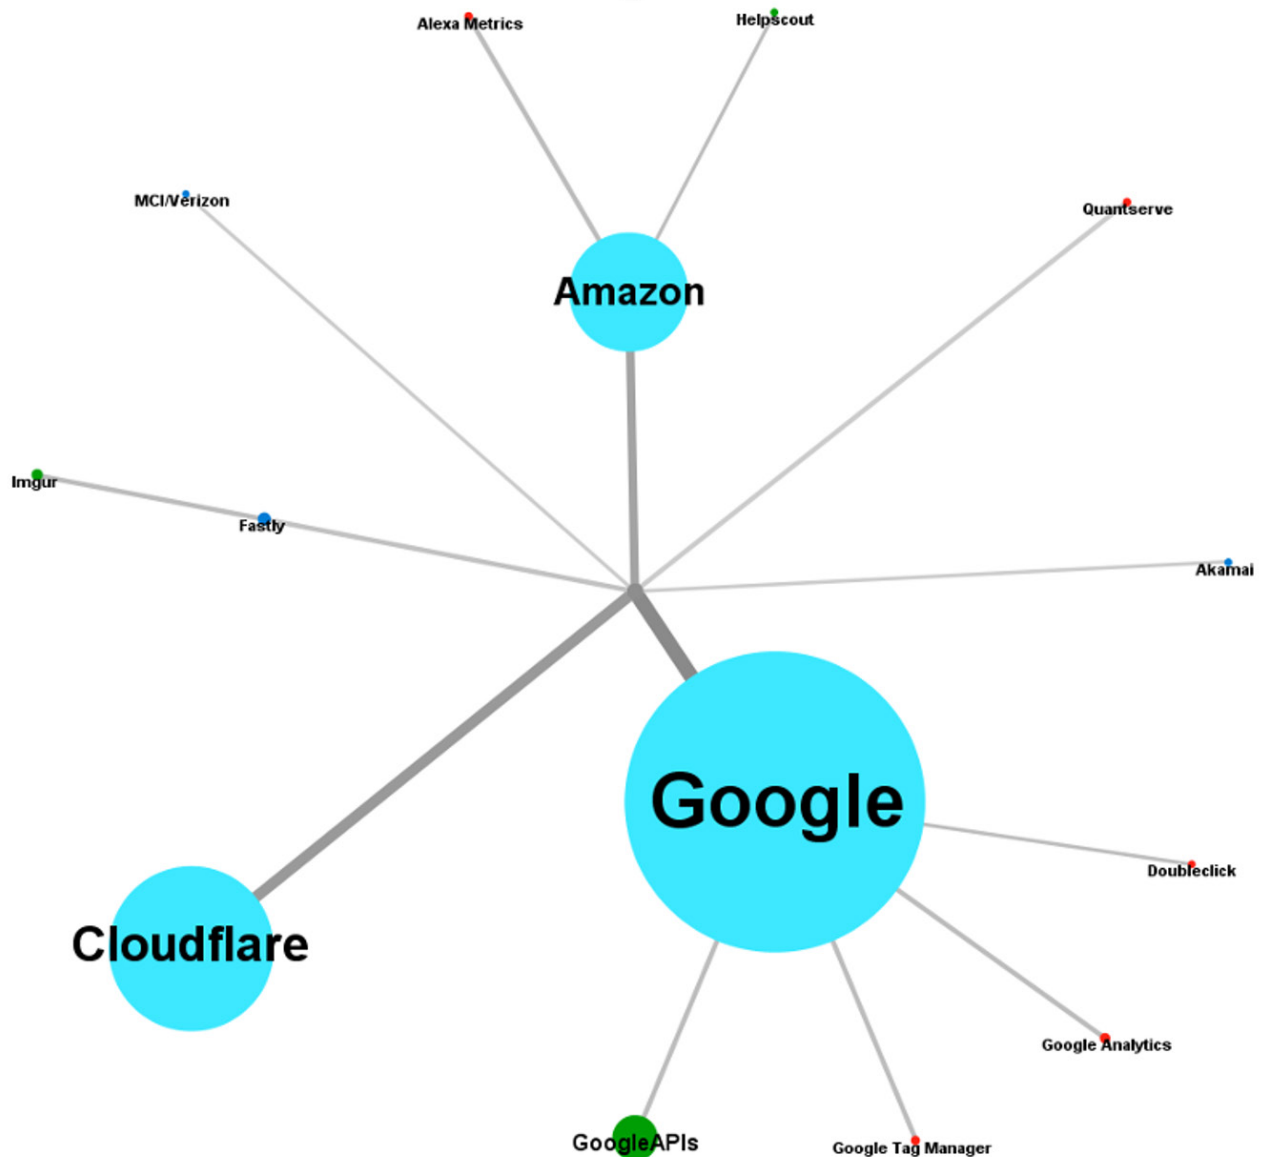 Alexa Metrics
Helpscout
MCI/Verizon
Quantserve
Amazon
Imgur
Fastly
Akamai
Google
Doubleclick
Cloudflare
Google Analytics
GoogleAPIs
Google Tag Manager